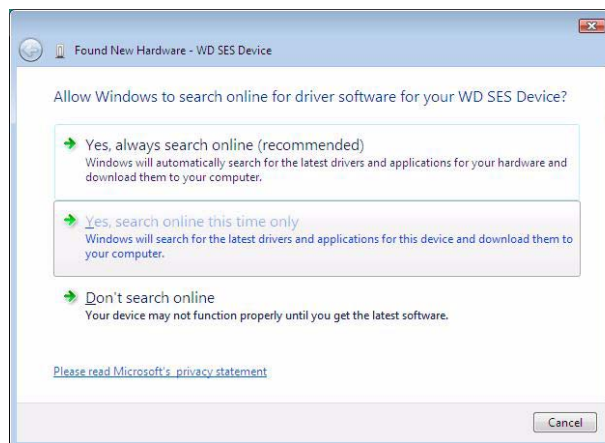 Found New Hardware - WD SES Device
Allow Windows to search online for driver software for your WD SES Device?
Yes, always search online (recommended)
Windows will automatically search for the latest drivers and applications for your hardware and
download them to your computer.
Yes, search online this time only
Windows will search for the latest drivers and applications for this device and download them to
your computer.
Don't search online
Your device may not function properly until you get the latest software.
Please read Microsoft's privacy statement
Cancel